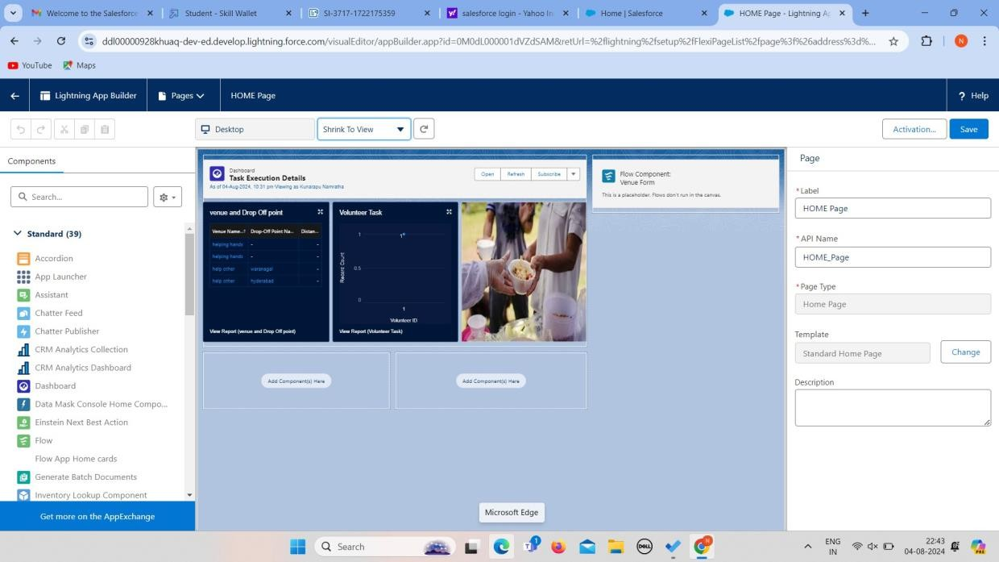 Welcome to the Salesforce
Student - Skill Wallet
SI-3717-1722175359
salesforce login - Yahoo In
Home | Salesforce
HOME Page - Lightning Ap
ddl00000928khuaq-dev-ed.develop.lightning.force.com/visualEditor/appBuilder.app?id=0M0dL000001dVZdSAM&retUrl=%2flightning%2fsetup%2fFlexiPageList%2fpage%3f%26address%3d%...
N
YouTube
Maps
Lightning App Builder
Pages
HOME Page
? Help
Desktop
Shrink To View
Activation...
Save
Components
Search...
Standard (39)
Accordion
App Launcher
Assistant
Chatter Feed
Chatter Publisher
CRM Analytics Collection
CRM Analytics Dashboard
Dashboard
Data Mask Console Home Compo...
Einstein Next Best Action
Flow
Flow App Home cards
Generate Batch Documents
Inventory Lookup Component
Get more on the AppExchange
Dashboard
Task Execution Details
As of 04-Aug-2024, 10:31 pm·Viewing as Kunarapu Namratha
Open
Refresh
Subscribe
venue and Drop Off point
Venue Name...↑ Drop-Off Point Na... Distan...
helping hands - -
helping hands - -
help other waranagal -
help other hyderabad -
View Report (venue and Drop Off point)
Volunteer Task
Record Count
1
0.5
0
1
1
Volunteer ID
View Report (Volunteer Task)
Flow Component:
Venue Form
This is a placeholder. Flows don't run in the canvas.
Add Component(s) Here
Add Component(s) Here
Page
*Label
HOME Page
*API Name
HOME_Page
*Page Type
Home Page
Template
Standard Home Page
Change
Description
Microsoft Edge
Search
1
DELL
N
ENG
IN
22:43
04-08-2024
PRE